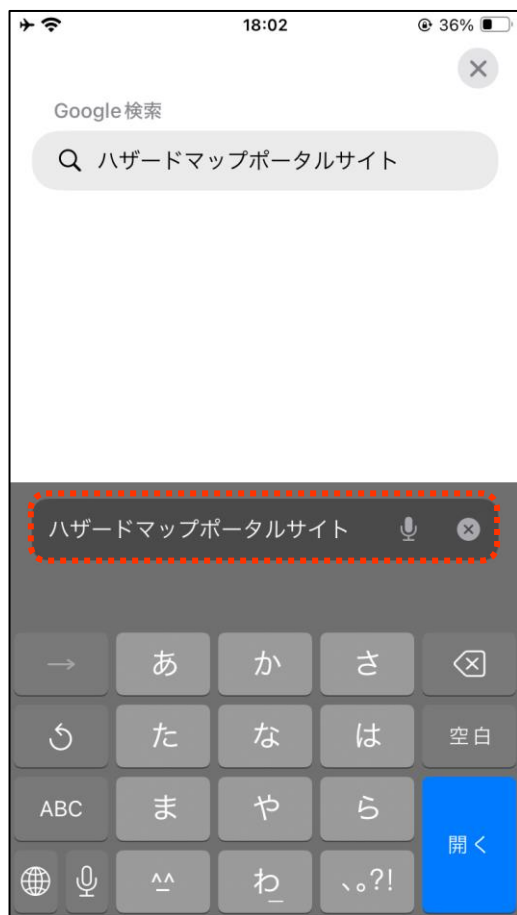 18:02
36%
Google検索
ハザードマップポータルサイト
ハザードマップポータルサイト
→ あ か さ
た な は 空白
ABC ま や ら 開く
^^ わ_ 、。?!